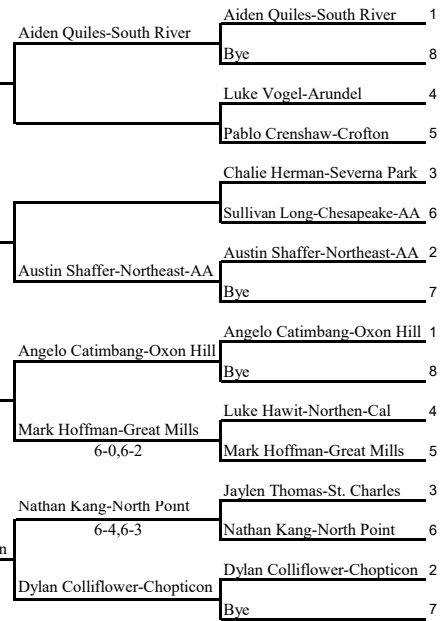 Aiden Quiles-South River 1
Aiden Quiles-South River
Bye 8
Luke Vogel-Arundel 4
Pablo Crenshaw-Crofton 5
Chalie Herman-Severna Park 3
Sullivan Long-Chesapeake-AA 6
Austin Shaffer-Northeast-AA 2
Austin Shaffer-Northeast-AA
Bye 7
Angelo Catimbang-Oxon Hill 1
Angelo Catimbang-Oxon Hill
Bye 8
Luke Hawit-Northen-Cal 4
Mark Hoffman-Great Mills
6-0,6-2
Mark Hoffman-Great Mills 5
Jaylen Thomas-St. Charles 3
Nathan Kang-North Point
6-4,6-3
Nathan Kang-North Point 6
n
Dylan Colliflower-Chopticon 2
Dylan Colliflower-Chopticon
Bye 7